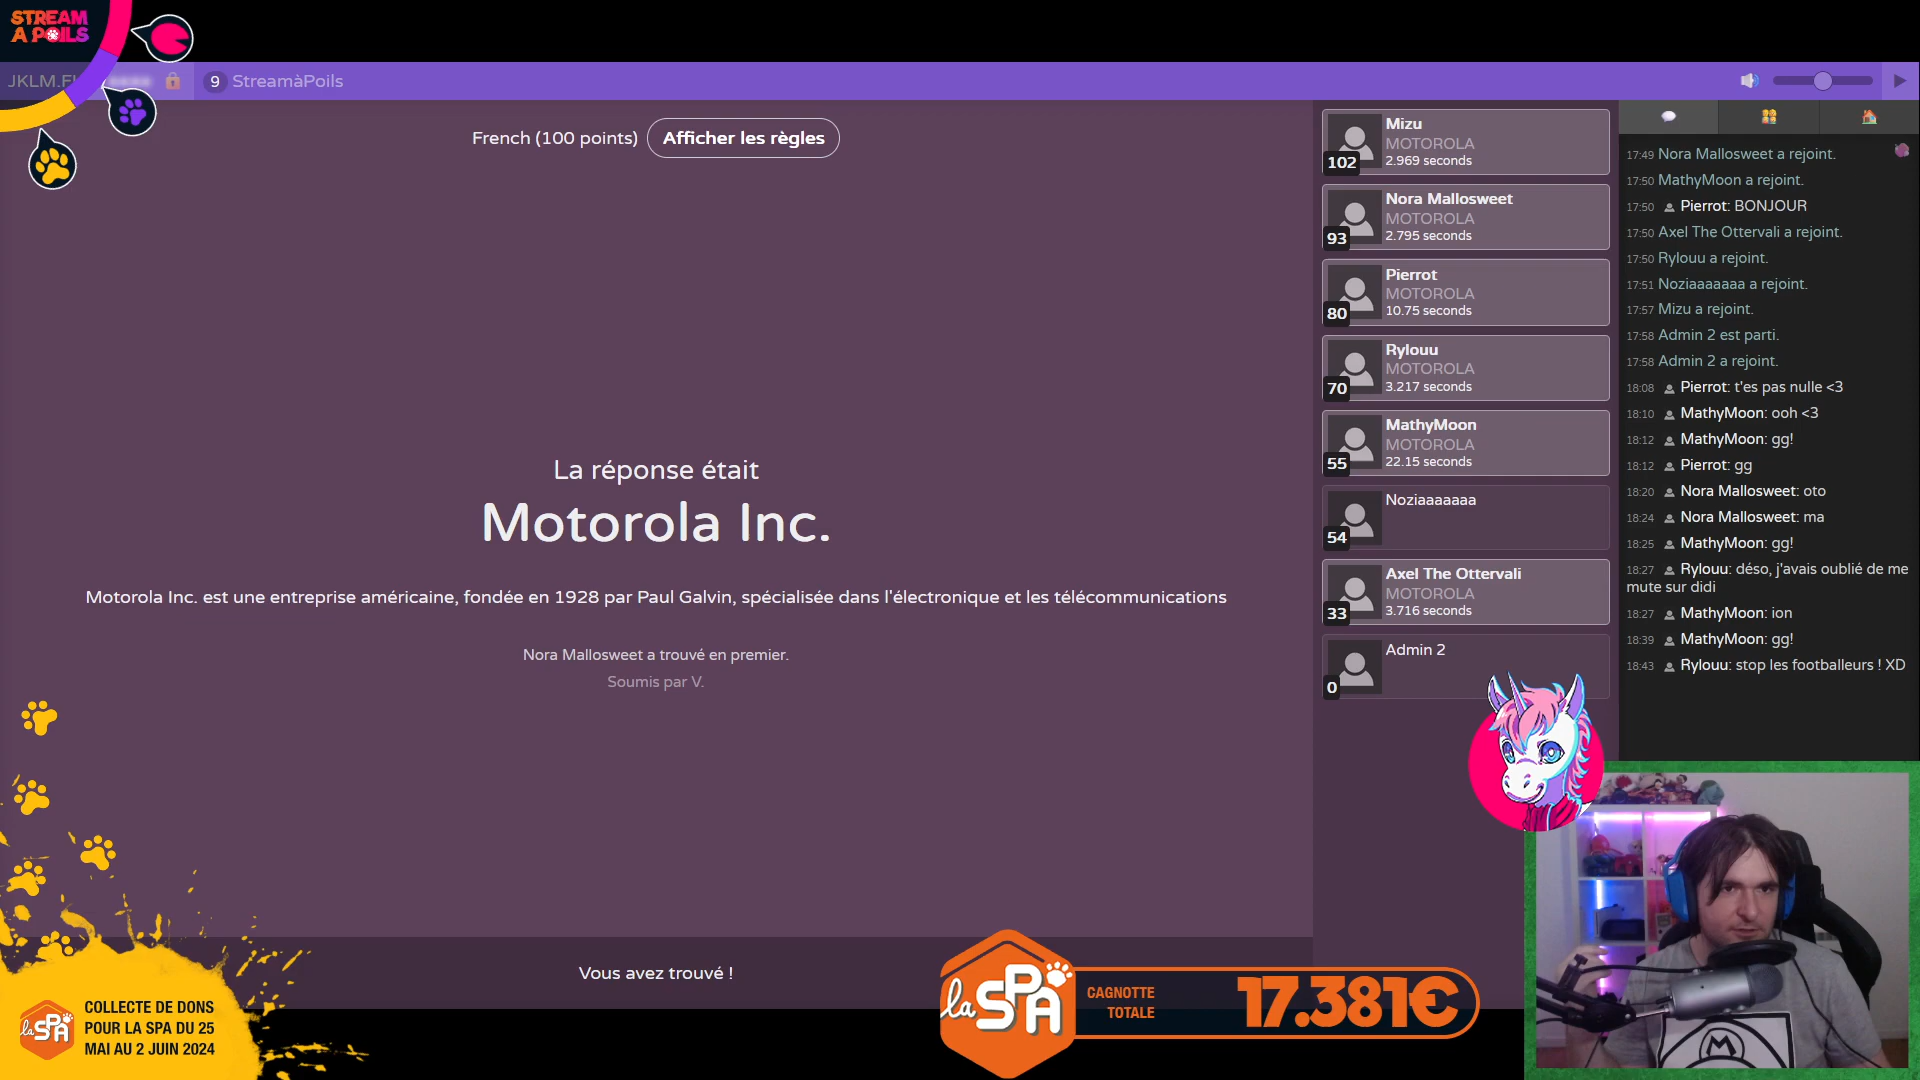 STREAM
A POILS
JKLM.FU
9 StreamàPoils
French (100 points) Afficher les règles
La réponse était
Motorola Inc.
Motorola Inc. est une entreprise américaine, fondée en 1928 par Paul Galvin, spécialisée dans l'électronique et les télécommunications
Nora Mallosweet a trouvé en premier.
Soumis par V.
Vous avez trouvé !
Mizu
MOTOROLA
2.969 seconds
102
Nora Mallosweet
MOTOROLA
2.795 seconds
93
Pierrot
MOTOROLA
10.75 seconds
80
Rylouu
MOTOROLA
3.217 seconds
70
MathyMoon
MOTOROLA
22.15 seconds
55
Noziaaaaaaa
54
Axel The Ottervali
MOTOROLA
3.716 seconds
33
Admin 2
0
17:49 Nora Mallosweet a rejoint.
17:50 MathyMoon a rejoint.
17:50 Pierrot: BONJOUR
17:50 Axel The Ottervali a rejoint.
17:50 Rylouu a rejoint.
17:51 Noziaaaaaaa a rejoint.
17:57 Mizu a rejoint.
17:58 Admin 2 est parti.
17:58 Admin 2 a rejoint.
18:08 Pierrot: t'es pas nulle <3
18:10 MathyMoon: ooh <3
18:12 MathyMoon: gg!
18:12 Pierrot: gg
18:20 Nora Mallosweet: oto
18:24 Nora Mallosweet: ma
18:25 MathyMoon: gg!
18:27 Rylouu: déso, j'avais oublié de me
mute sur didi
18:27 MathyMoon: ion
18:39 MathyMoon: gg!
18:43 Rylouu: stop les footballeurs ! XD
la SPA
COLLECTE DE DONS
POUR LA SPA DU 25
MAI AU 2 JUIN 2024
la SPA
CAGNOTTE
TOTALE
17.381€
M